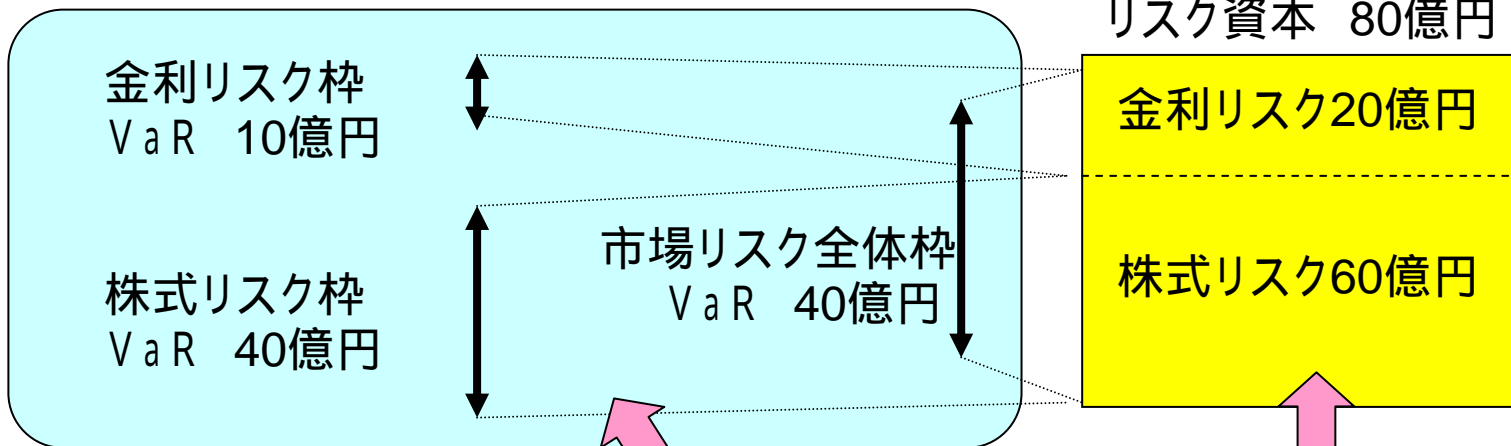 リスク資本 80億円
金利リスク枠
VaR 10億円
株式リスク枠
VaR 40億円
市場リスク全体枠
VaR 40億円
金利リスク20億円
株式リスク60億円